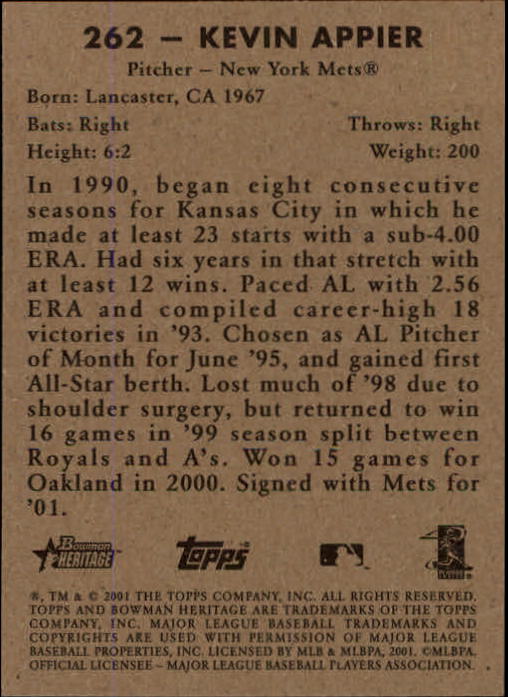 262 – KEVIN APPIER
Pitcher – New York Mets®
Born: Lancaster, CA 1967
Bats: Right Throws: Right
Height: 6:2 Weight: 200
In 1990, began eight consecutive
seasons for Kansas City in which he
made at least 23 starts with a sub-4.00
ERA. Had six years in that stretch with
at least 12 wins. Paced AL with 2.56
ERA and compiled career-high 18
victories in '93. Chosen as AL Pitcher
of Month for June '95, and gained first
All-Star berth. Lost much of '98 due to
shoulder surgery, but returned to win
16 games in '99 season split between
Royals and A's. Won 15 games for
Oakland in 2000. Signed with Mets for
'01.
Bowman
HERITAGE
TOPPS
®, TM & © 2001 THE TOPPS COMPANY, INC. ALL RIGHTS RESERVED.
TOPPS AND BOWMAN HERITAGE ARE TRADEMARKS OF THE TOPPS
COMPANY, INC. MAJOR LEAGUE BASEBALL TRADEMARKS AND
COPYRIGHTS ARE USED WITH PERMISSION OF MAJOR LEAGUE
BASEBALL PROPERTIES, INC. LICENSED BY MLB & MLBPA, 2001. ©MLBPA.
OFFICIAL LICENSEE – MAJOR LEAGUE BASEBALL PLAYERS ASSOCIATION.